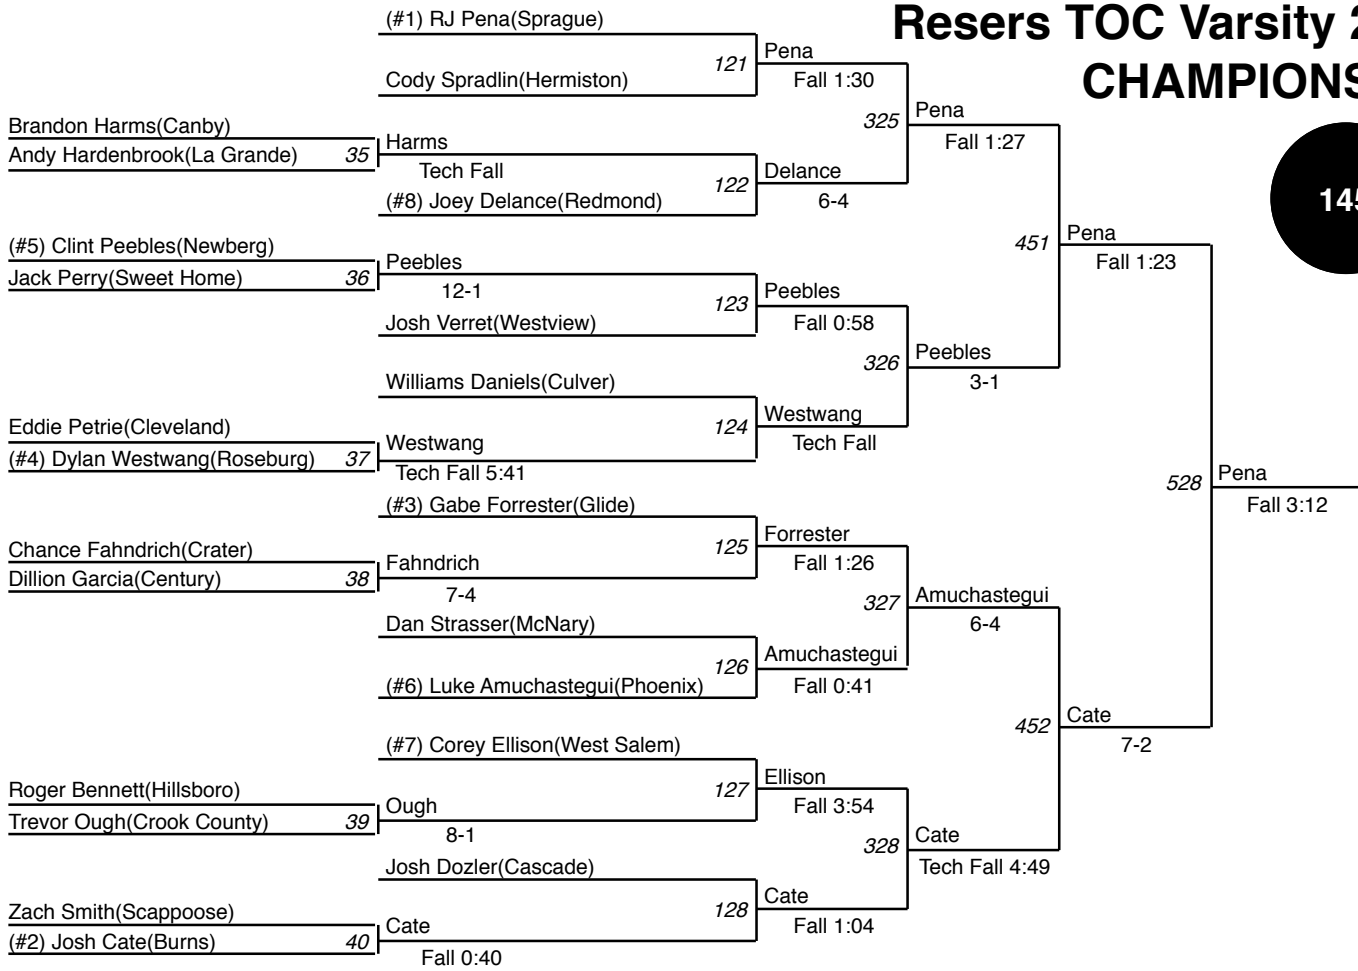 (#1) RJ Pena(Sprague)
Resers TOC Varsity 2
CHAMPIONS
121
Pena
Cody Spradlin(Hermiston)
Fall 1:30
Brandon Harms(Canby)
325
Pena
Andy Hardenbrook(La Grande)
35
Harms
Fall 1:27
Tech Fall
122
Delance
(#8) Joey Delance(Redmond)
6-4
145
(#5) Clint Peebles(Newberg)
451
Pena
Jack Perry(Sweet Home)
36
Peebles
Fall 1:23
12-1
123
Peebles
Josh Verret(Westview)
Fall 0:58
326
Peebles
Williams Daniels(Culver)
3-1
Eddie Petrie(Cleveland)
124
Westwang
(#4) Dylan Westwang(Roseburg)
37
Westwang
Tech Fall
Tech Fall 5:41
528
Pena
(#3) Gabe Forrester(Glide)
Fall 3:12
Chance Fahndrich(Crater)
125
Forrester
Dillion Garcia(Century)
38
Fahndrich
Fall 1:26
7-4
327
Amuchastegui
Dan Strasser(McNary)
6-4
126
Amuchastegui
(#6) Luke Amuchastegui(Phoenix)
Fall 0:41
452
Cate
(#7) Corey Ellison(West Salem)
7-2
Roger Bennett(Hillsboro)
127
Ellison
Trevor Ough(Crook County)
39
Ough
Fall 3:54
8-1
328
Cate
Josh Dozler(Cascade)
Tech Fall 4:49
Zach Smith(Scappoose)
128
Cate
(#2) Josh Cate(Burns)
40
Cate
Fall 1:04
Fall 0:40